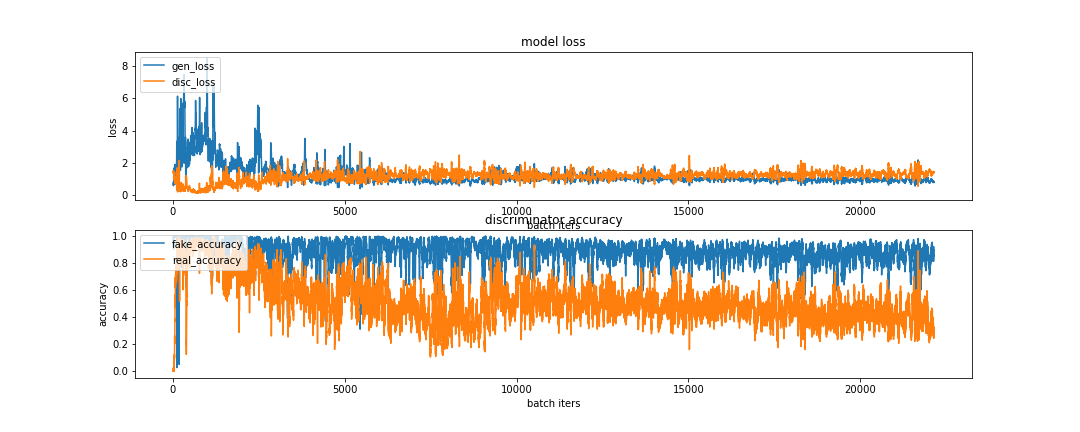 model loss
8
gen_loss
disc_loss
6
4
2
0
loss
0 5000 10000 15000 20000
batch iters
discriminator accuracy
1.0
fake_accuracy
real_accuracy
0.8
0.6
0.4
0.2
0.0
accuracy
0 5000 10000 15000 20000
batch iters